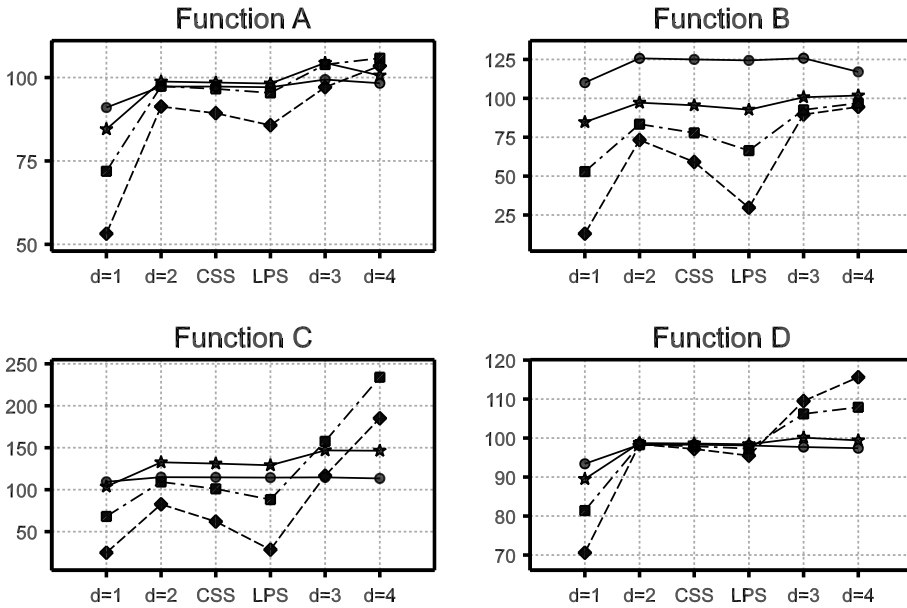 Function A
100
75
50
d=1 d=2 CSS LPS d=3 d=4
Function B
125
100
75
50
25
d=1 d=2 CSS LPS d=3 d=4
Function C
250
200
150
100
50
d=1 d=2 CSS LPS d=3 d=4
Function D
120
110
100
90
80
70
d=1 d=2 CSS LPS d=3 d=4